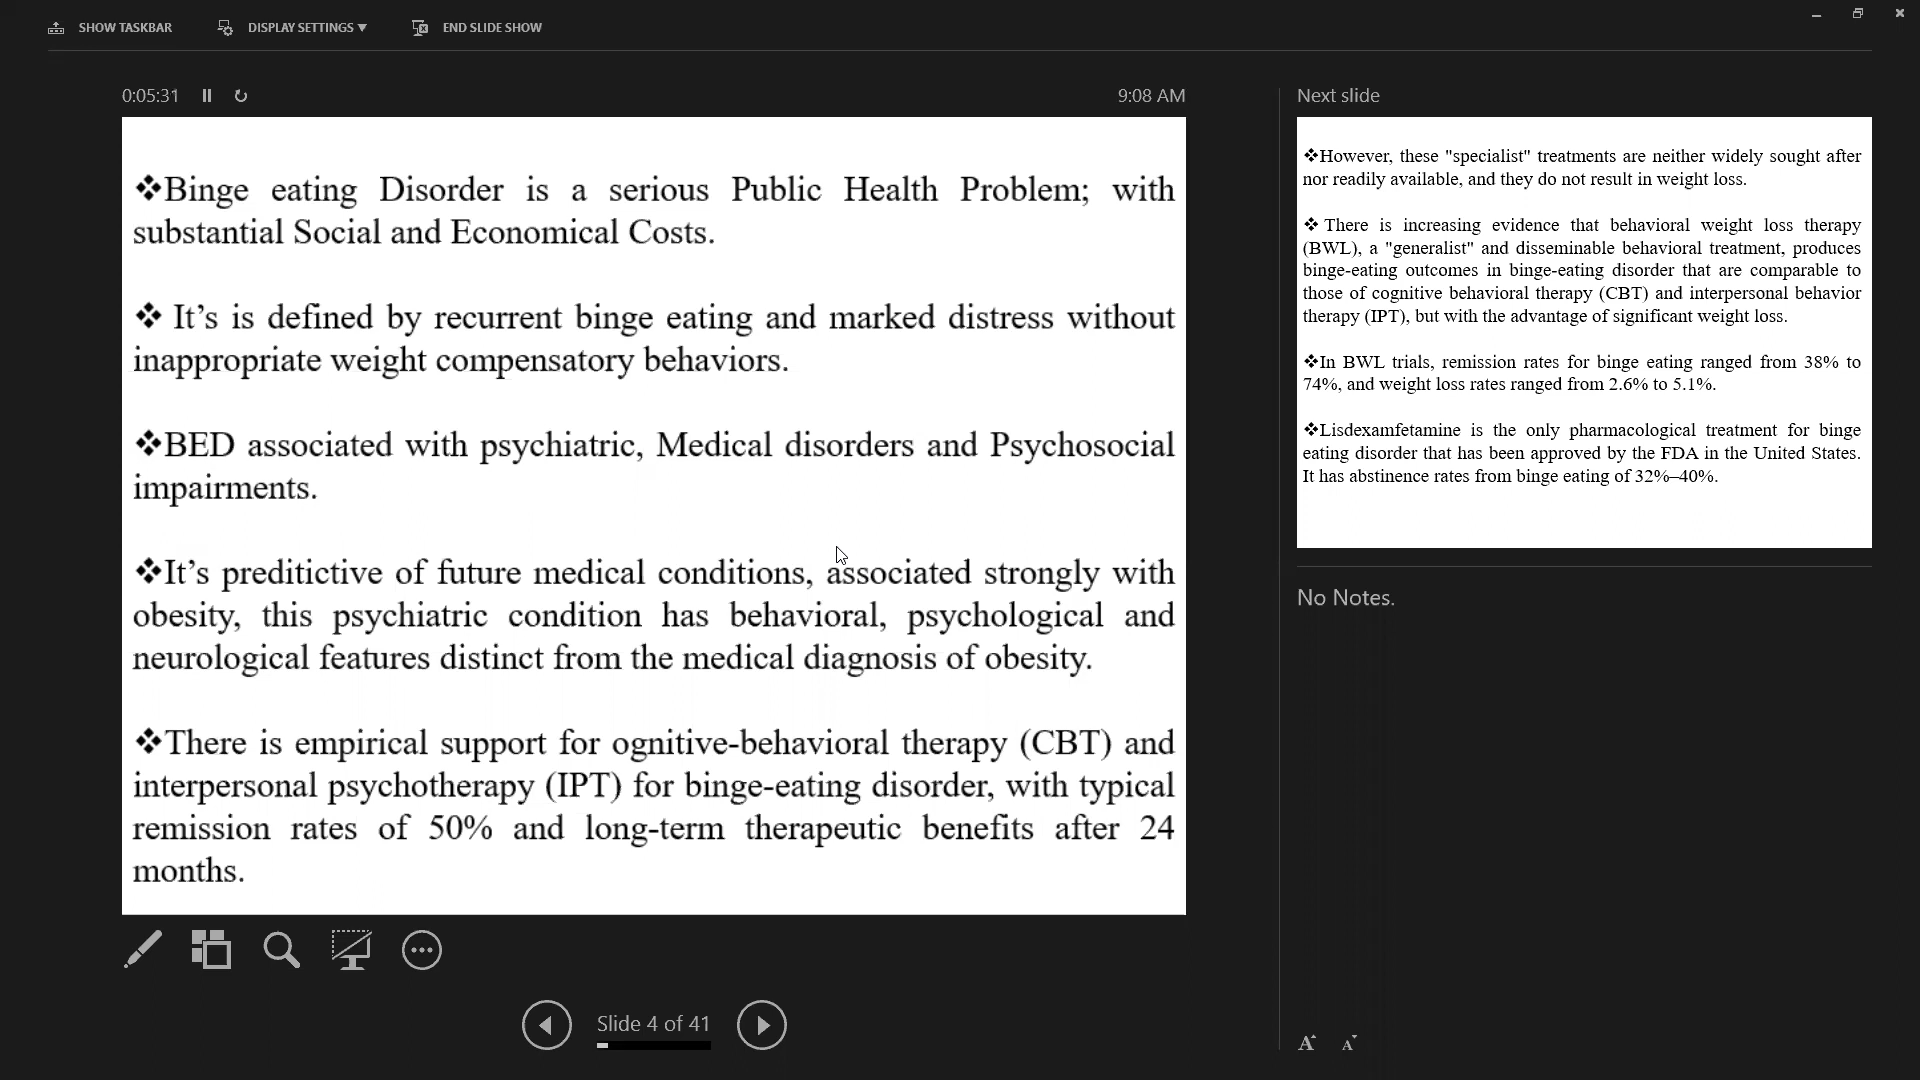 SHOW TASKBAR DISPLAY SETTINGS ▾ END SLIDE SHOW
0:05:31 9:08 AM
❖Binge eating Disorder is a serious Public Health Problem; with
substantial Social and Economical Costs.
❖ It’s is defined by recurrent binge eating and marked distress without
inappropriate weight compensatory behaviors.
❖BED associated with psychiatric, Medical disorders and Psychosocial
impairments.
❖It’s preditictive of future medical conditions, associated strongly with
obesity, this psychiatric condition has behavioral, psychological and
neurological features distinct from the medical diagnosis of obesity.
❖There is empirical support for ognitive-behavioral therapy (CBT) and
interpersonal psychotherapy (IPT) for binge-eating disorder, with typical
remission rates of 50% and long-term therapeutic benefits after 24
months.
Slide 4 of 41
Next slide
❖However, these "specialist" treatments are neither widely sought after
nor readily available, and they do not result in weight loss.
❖ There is increasing evidence that behavioral weight loss therapy
(BWL), a "generalist" and disseminable behavioral treatment, produces
binge-eating outcomes in binge-eating disorder that are comparable to
those of cognitive behavioral therapy (CBT) and interpersonal behavior
therapy (IPT), but with the advantage of significant weight loss.
❖In BWL trials, remission rates for binge eating ranged from 38% to
74%, and weight loss rates ranged from 2.6% to 5.1%.
❖Lisdexamfetamine is the only pharmacological treatment for binge
eating disorder that has been approved by the FDA in the United States.
It has abstinence rates from binge eating of 32%–40%.
No Notes.
A A